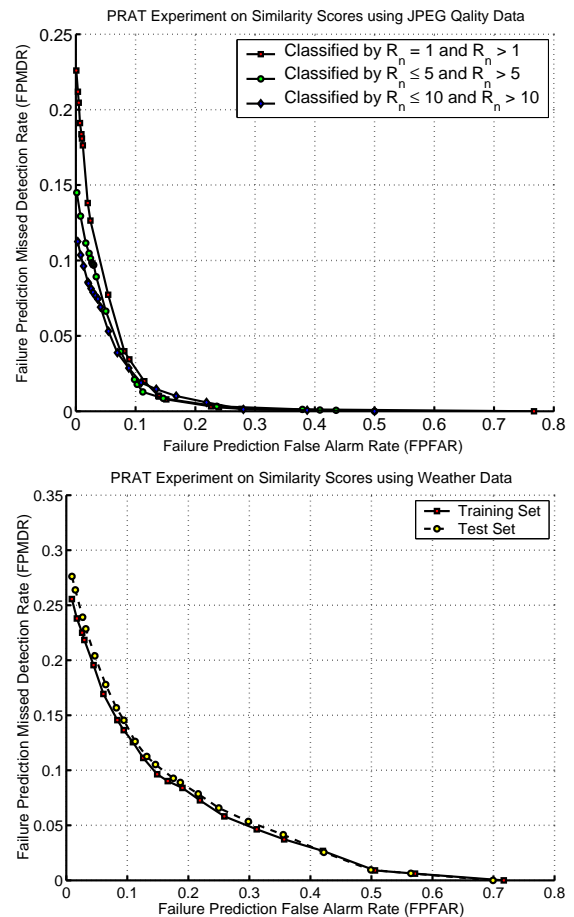 PRAT Experiment on Similarity Scores using JPEG Qality Data
0.25
0.2
0.15
0.1
0.05
0
Failure Prediction Missed Detection Rate (FPMDR)
Classified by R_n = 1 and R_n > 1
Classified by R_n ≤ 5 and R_n > 5
Classified by R_n ≤ 10 and R_n > 10
0 0.1 0.2 0.3 0.4 0.5 0.6 0.7 0.8
Failure Prediction False Alarm Rate (FPFAR)
PRAT Experiment on Similarity Scores using Weather Data
0.35
0.3
0.25
0.2
0.15
0.1
0.05
0
Failure Prediction Missed Detection Rate (FPMDR)
Training Set
Test Set
0 0.1 0.2 0.3 0.4 0.5 0.6 0.7 0.8
Failure Prediction False Alarm Rate (FPFAR)